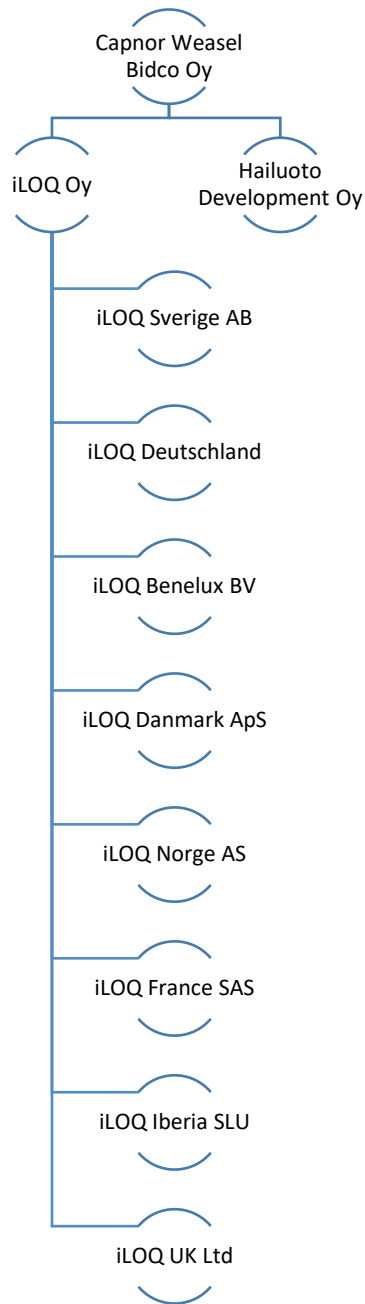 Capnor Weasel
Bidco Oy
iLOQ Oy
Hailuoto
Development Oy
iLOQ Sverige AB
iLOQ Deutschland
iLOQ Benelux BV
iLOQ Danmark ApS
iLOQ Norge AS
iLOQ France SAS
iLOQ Iberia SLU
iLOQ UK Ltd